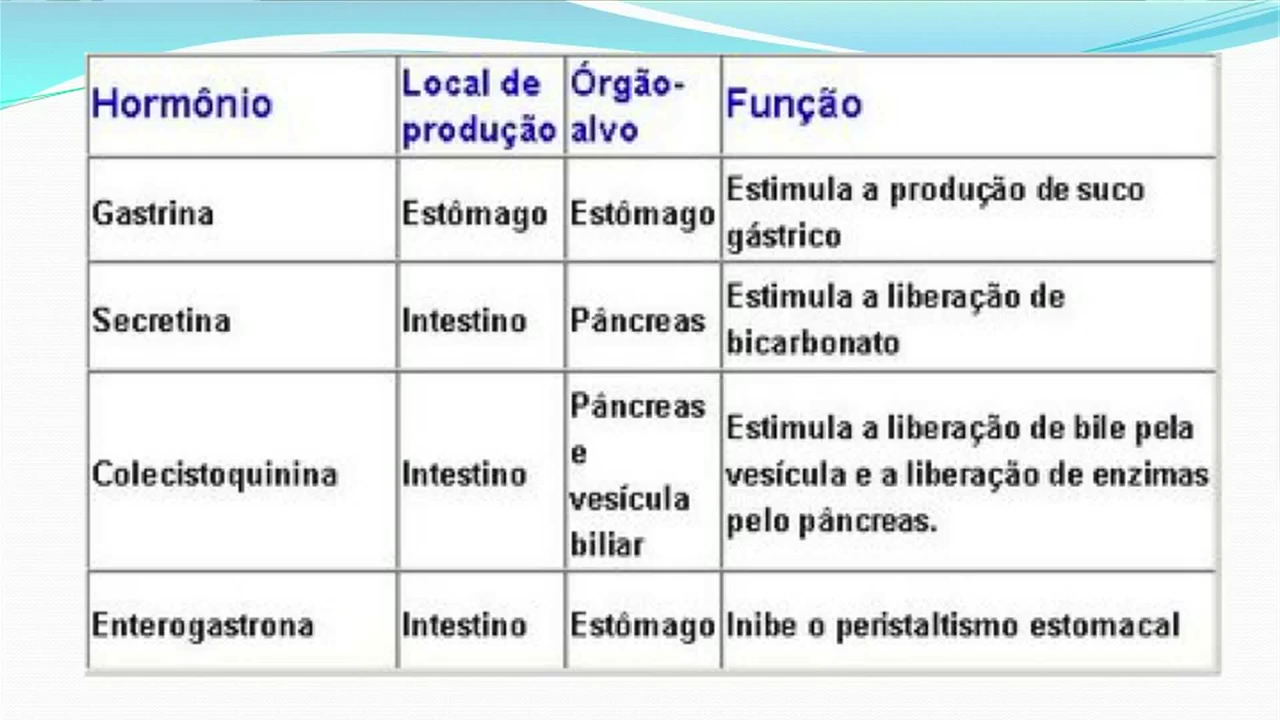 Hormônio
Local de
produção
Órgão-
alvo
Função
Gastrina
Estômago
Estômago
Estimula a produção de suco
gástrico
Secretina
Intestino
Pâncreas
Estimula a liberação de
bicarbonato
Colecistoquinina
Intestino
Pâncreas
e
vesícula
biliar
Estimula a liberação de bile pela
vesícula e a liberação de enzimas
pelo pâncreas.
Enterogastrona
Intestino
Estômago
Inibe o peristaltismo estomacal